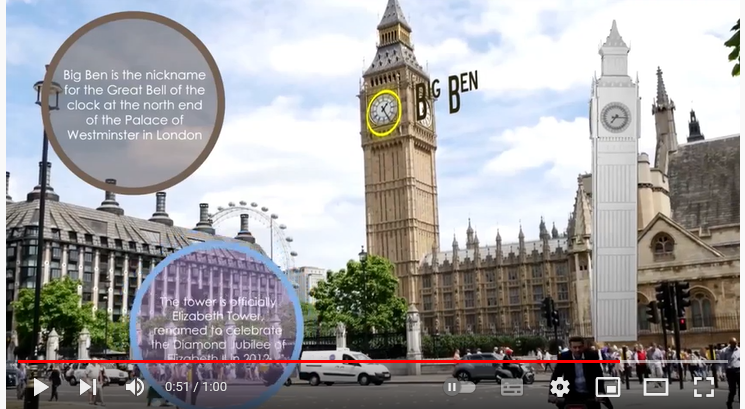 Big Ben is the nickname
for the Great Bell of the
clock at the north end
of the Palace of
Westminster in London
BIG BEN
The tower is officially
Elizabeth Tower,
renamed to celebrate
the Diamond Jubilee of
Elizabeth II in 2012
0:51 / 1:00